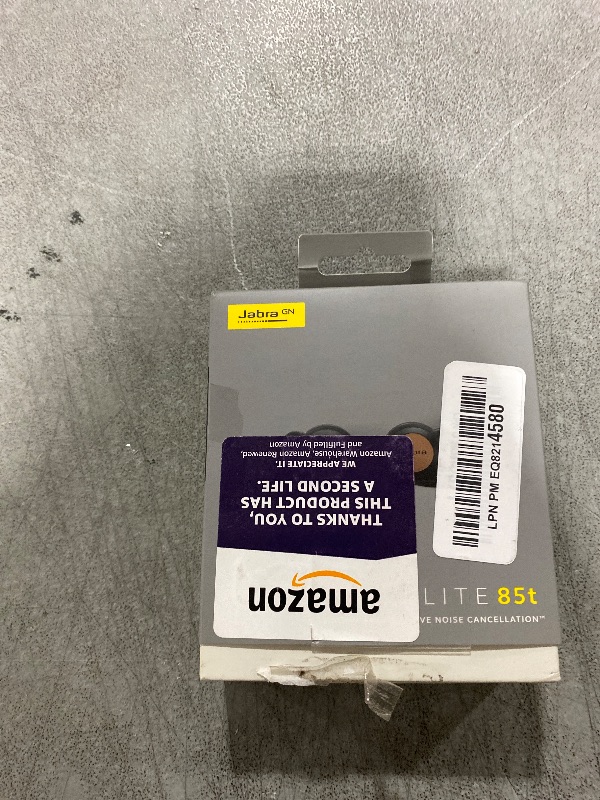 Jabra GN
LPN PM EQ8214580
amazon
THANKS TO YOU,
THIS PRODUCT HAS
A SECOND LIFE.
WE APPRECIATE IT.
Amazon Warehouse, Amazon Renewed,
and Fulfilled by Amazon
LITE 85t
VE NOISE CANCELLATION™